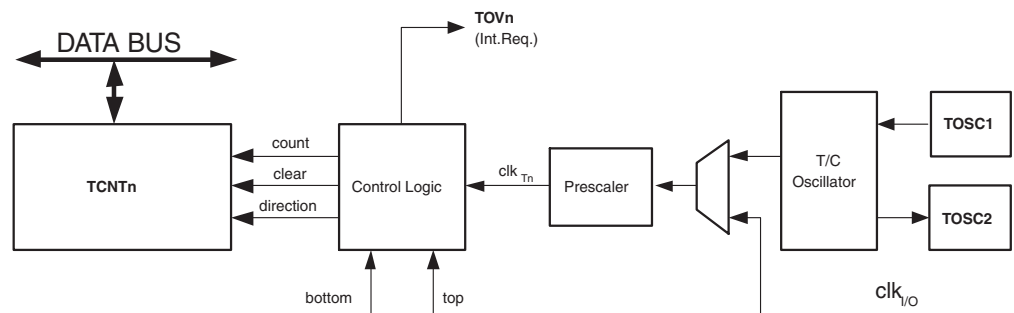 TOVn
(Int.Req.)
DATA BUS
TCNTn
count
clear
direction
Control Logic
clk Tn
Prescaler
T/C
Oscillator
TOSC1
TOSC2
bottom
top
clk I/O